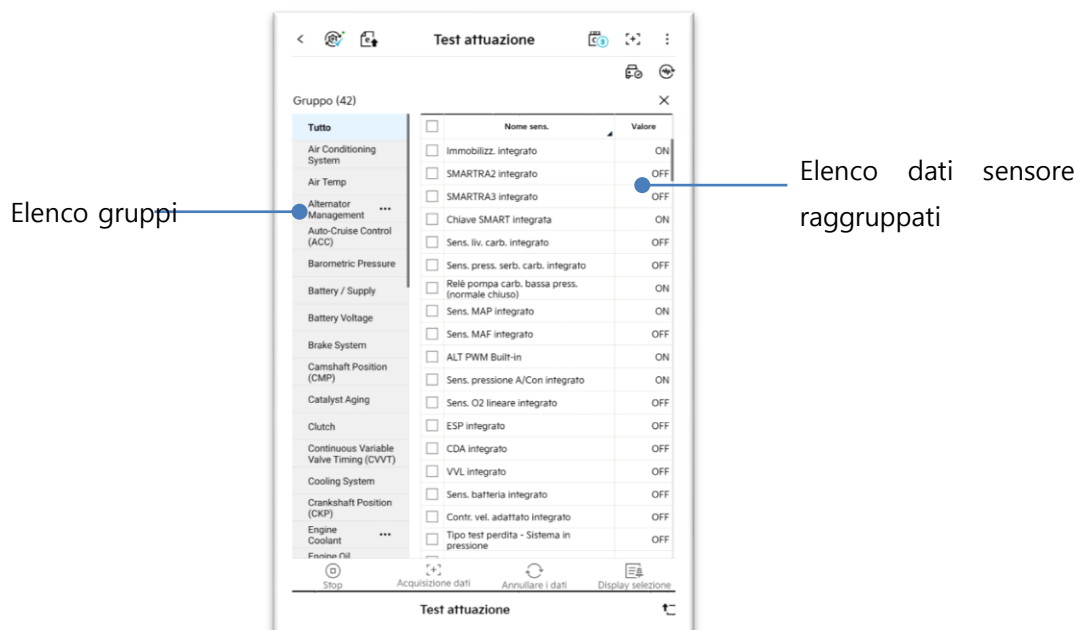 Test attuazione
Gruppo (42)
Tutto
Nome sens.
Valore
Air Conditioning
System
Immobilizz. integrato
ON
Air Temp
SMARTRA2 integrato
OFF
Alternator
Management
SMARTRA3 integrato
OFF
Auto-Cruise Control
(ACC)
Chiave SMART integrata
ON
Sens. liv. carb. integrato
OFF
Barometric Pressure
Sens. press. serb. carb. integrato
OFF
Battery / Supply
Relè pompa carb. bassa press.
(normale chiuso)
ON
Battery Voltage
Sens. MAP integrato
ON
Brake System
Sens. MAF integrato
OFF
Camshaft Position
(CMP)
ALT PWM Built-in
ON
Sens. pressione A/Con integrato
ON
Catalyst Aging
Sens. O2 lineare integrato
OFF
Clutch
ESP integrato
OFF
Continuous Variable
Valve Timing (CVVT)
CDA integrato
OFF
Cooling System
VVL integrato
OFF
Crankshaft Position
(CKP)
Sens. batteria integrato
OFF
Contr. vel. adattato integrato
OFF
Engine
Coolant
Tipo test perdita - Sistema in
pressione
OFF
Engine Oil
Stop
Acquisizione dati
Annullare i dati
Display selezione
Test attuazione
Elenco gruppi
Elenco dati sensore
raggruppati